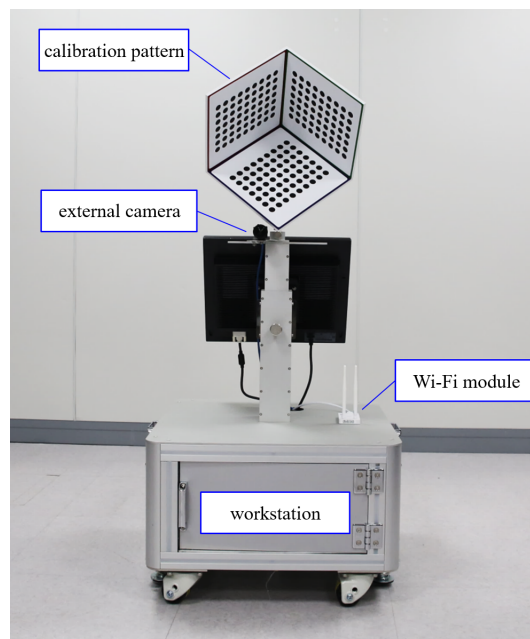 calibration pattern
external camera
Wi-Fi module
workstation